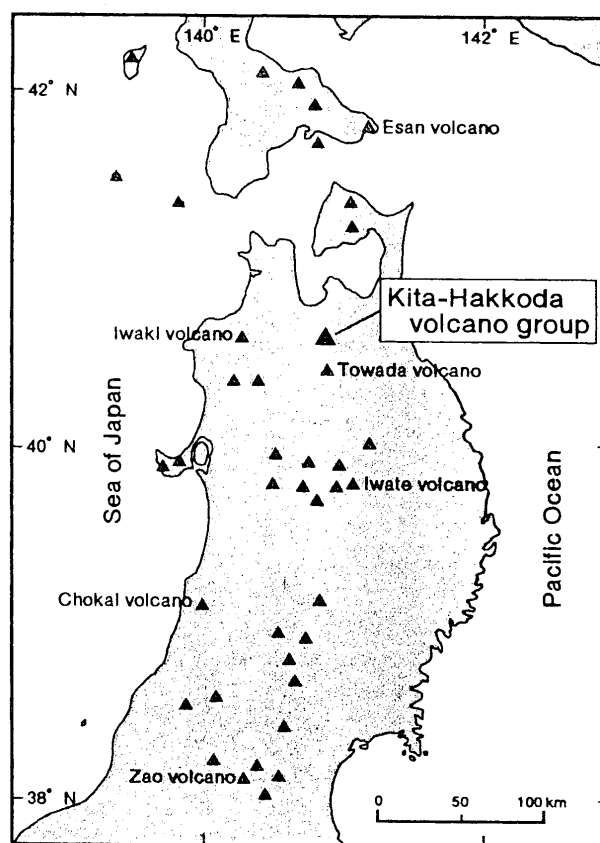 140° E
142° E
42° N
Esan volcano
Kita-Hakkoda
volcano group
Iwaki volcano
Towada volcano
Sea of Japan
40° N
Iwate volcano
Pacific Ocean
Chokai volcano
Zao volcano
38° N
0 50 100 km